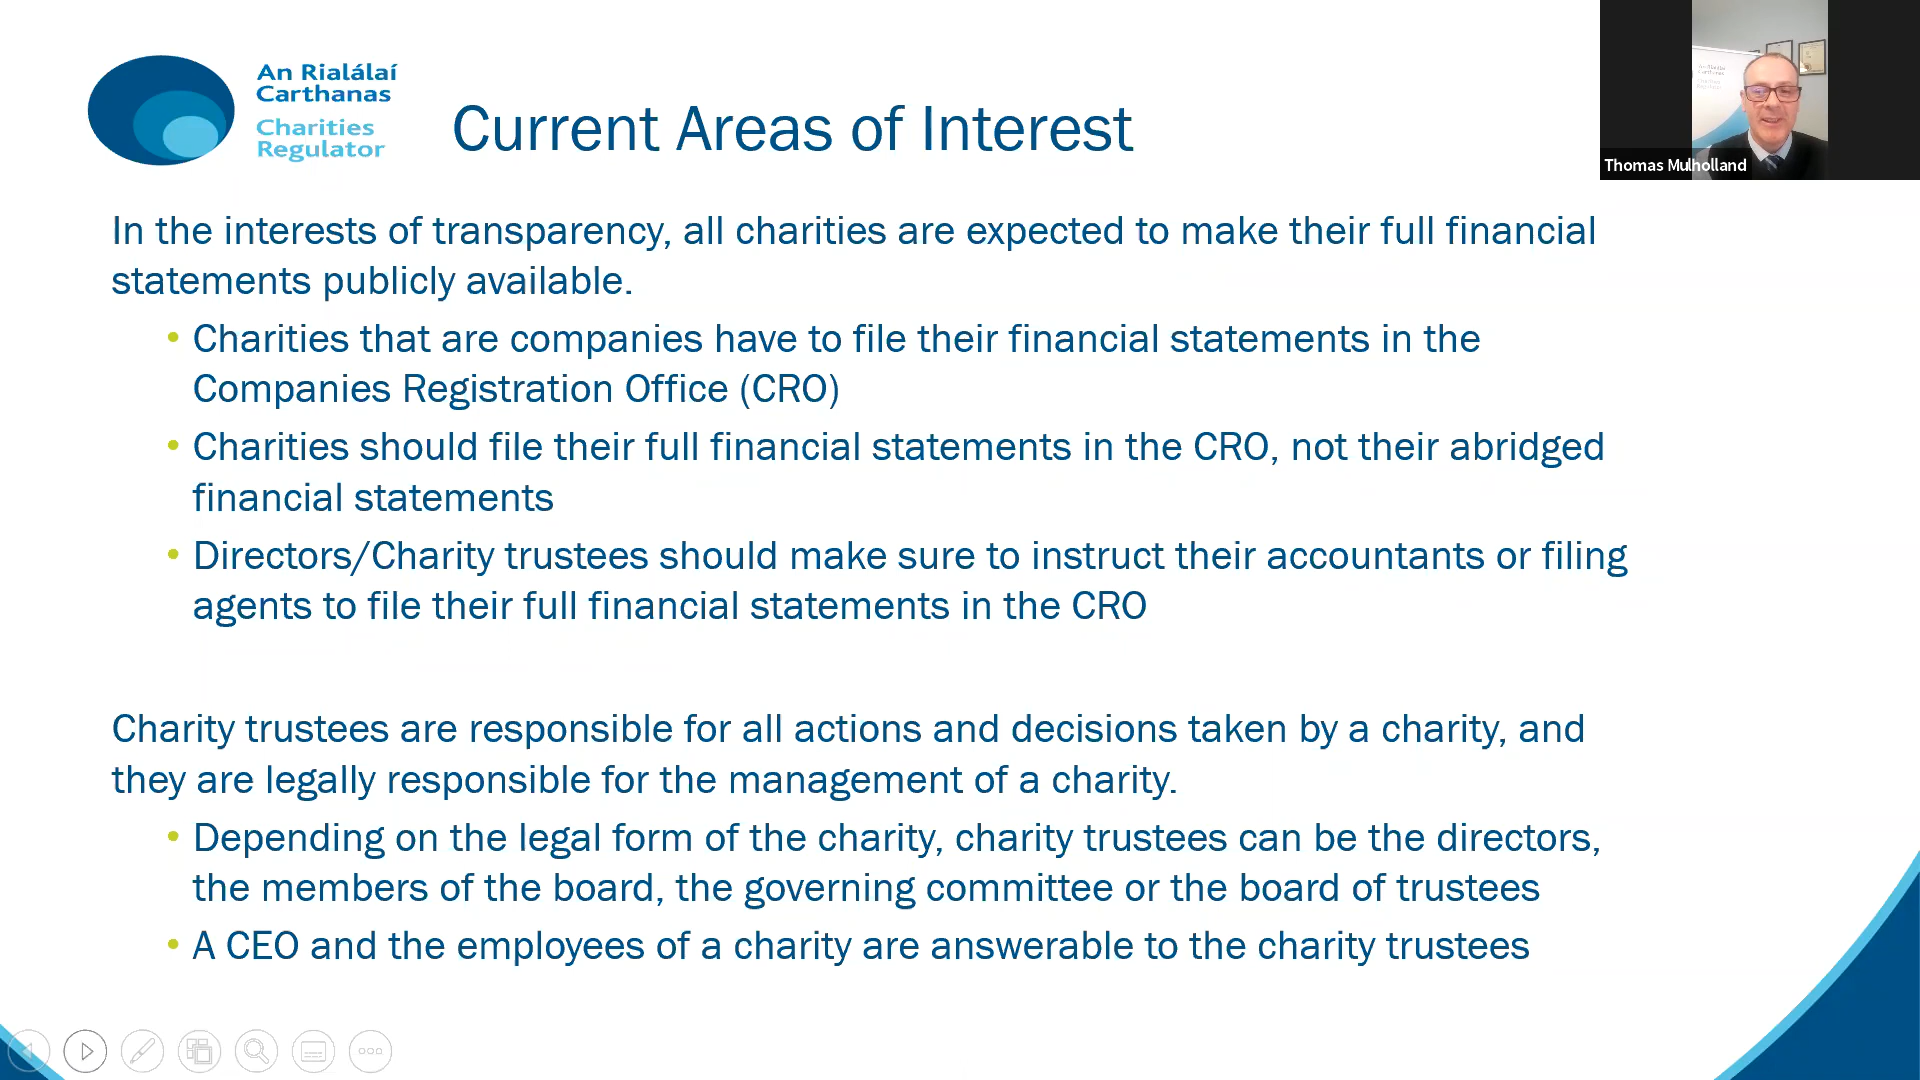 An Rialálaí
Carthanas
Charities
Regulator
Current Areas of Interest
Thomas Mulholland
In the interests of transparency, all charities are expected to make their full financial
statements publicly available.
• Charities that are companies have to file their financial statements in the
Companies Registration Office (CRO)
• Charities should file their full financial statements in the CRO, not their abridged
financial statements
• Directors/Charity trustees should make sure to instruct their accountants or filing
agents to file their full financial statements in the CRO
Charity trustees are responsible for all actions and decisions taken by a charity, and
they are legally responsible for the management of a charity.
• Depending on the legal form of the charity, charity trustees can be the directors,
the members of the board, the governing committee or the board of trustees
• A CEO and the employees of a charity are answerable to the charity trustees